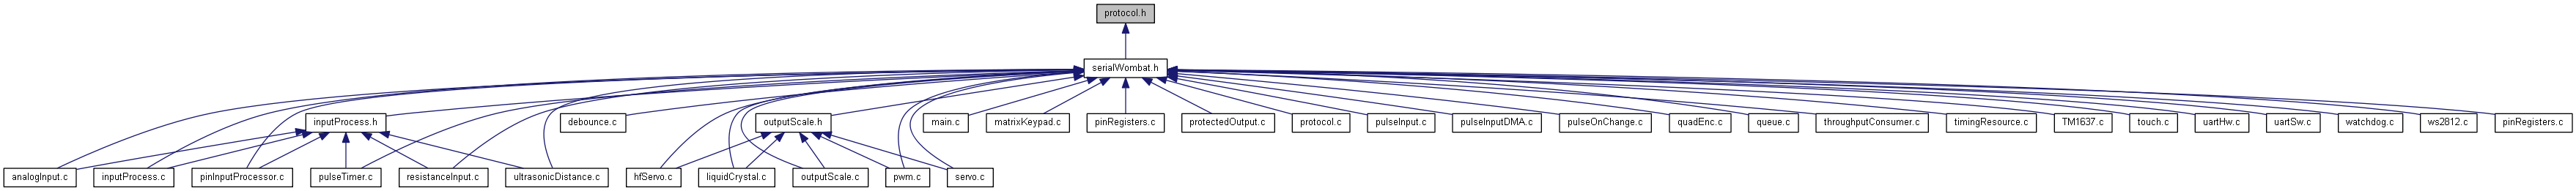 protocol.h
serialWombat.h
inputProcess.h
debounce.c
outputScale.h
main.c
matrixKeypad.c
pinRegisters.c
protectedOutput.c
protocol.c
pulseInput.c
pulseInputDMA.c
pulseOnChange.c
quadEnc.c
queue.c
throughputConsumer.c
timingResource.c
TM1637.c
touch.c
uartHw.c
uartSw.c
watchdog.c
ws2812.c
pinRegisters.c
analogInput.c
inputProcess.c
pinInputProcessor.c
pulseTimer.c
resistanceInput.c
ultrasonicDistance.c
hfServo.c
liquidCrystal.c
outputScale.c
pwm.c
servo.c